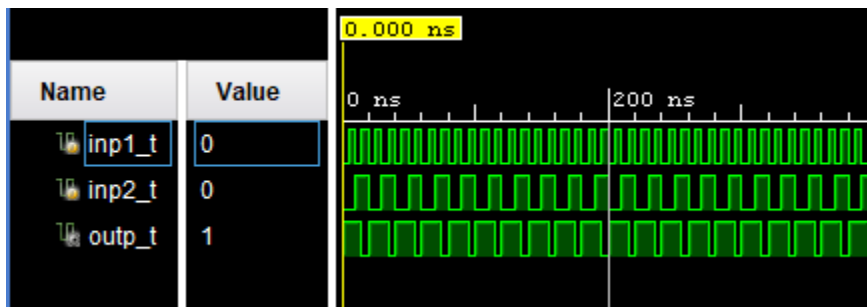 0.000 ns
Name Value
0 ns 200 ns
inp1_t 0
inp2_t 0
outp_t 1